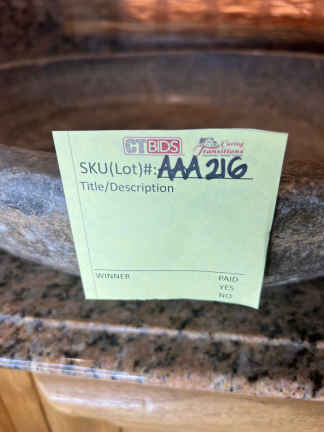 CTBIDS Caring Transitions
SKU(Lot)#: AAA216
Title/Description
WINNER PAID
YES
NO